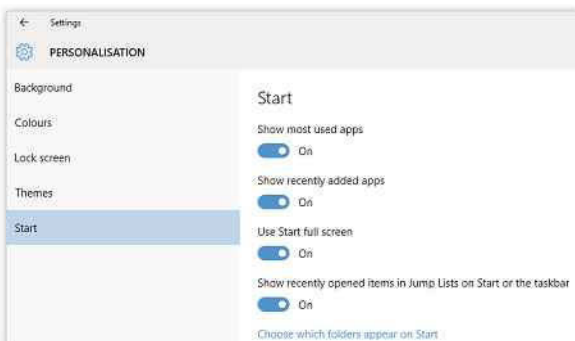 Settings
PERSONALISATION
Background
Colours
Lock screen
Themes
Start
Start
Show most used apps
On
Show recently added apps
On
Use Start full screen
On
Show recently opened items in Jump Lists on Start or the taskbar
On
Choose which folders appear on Start